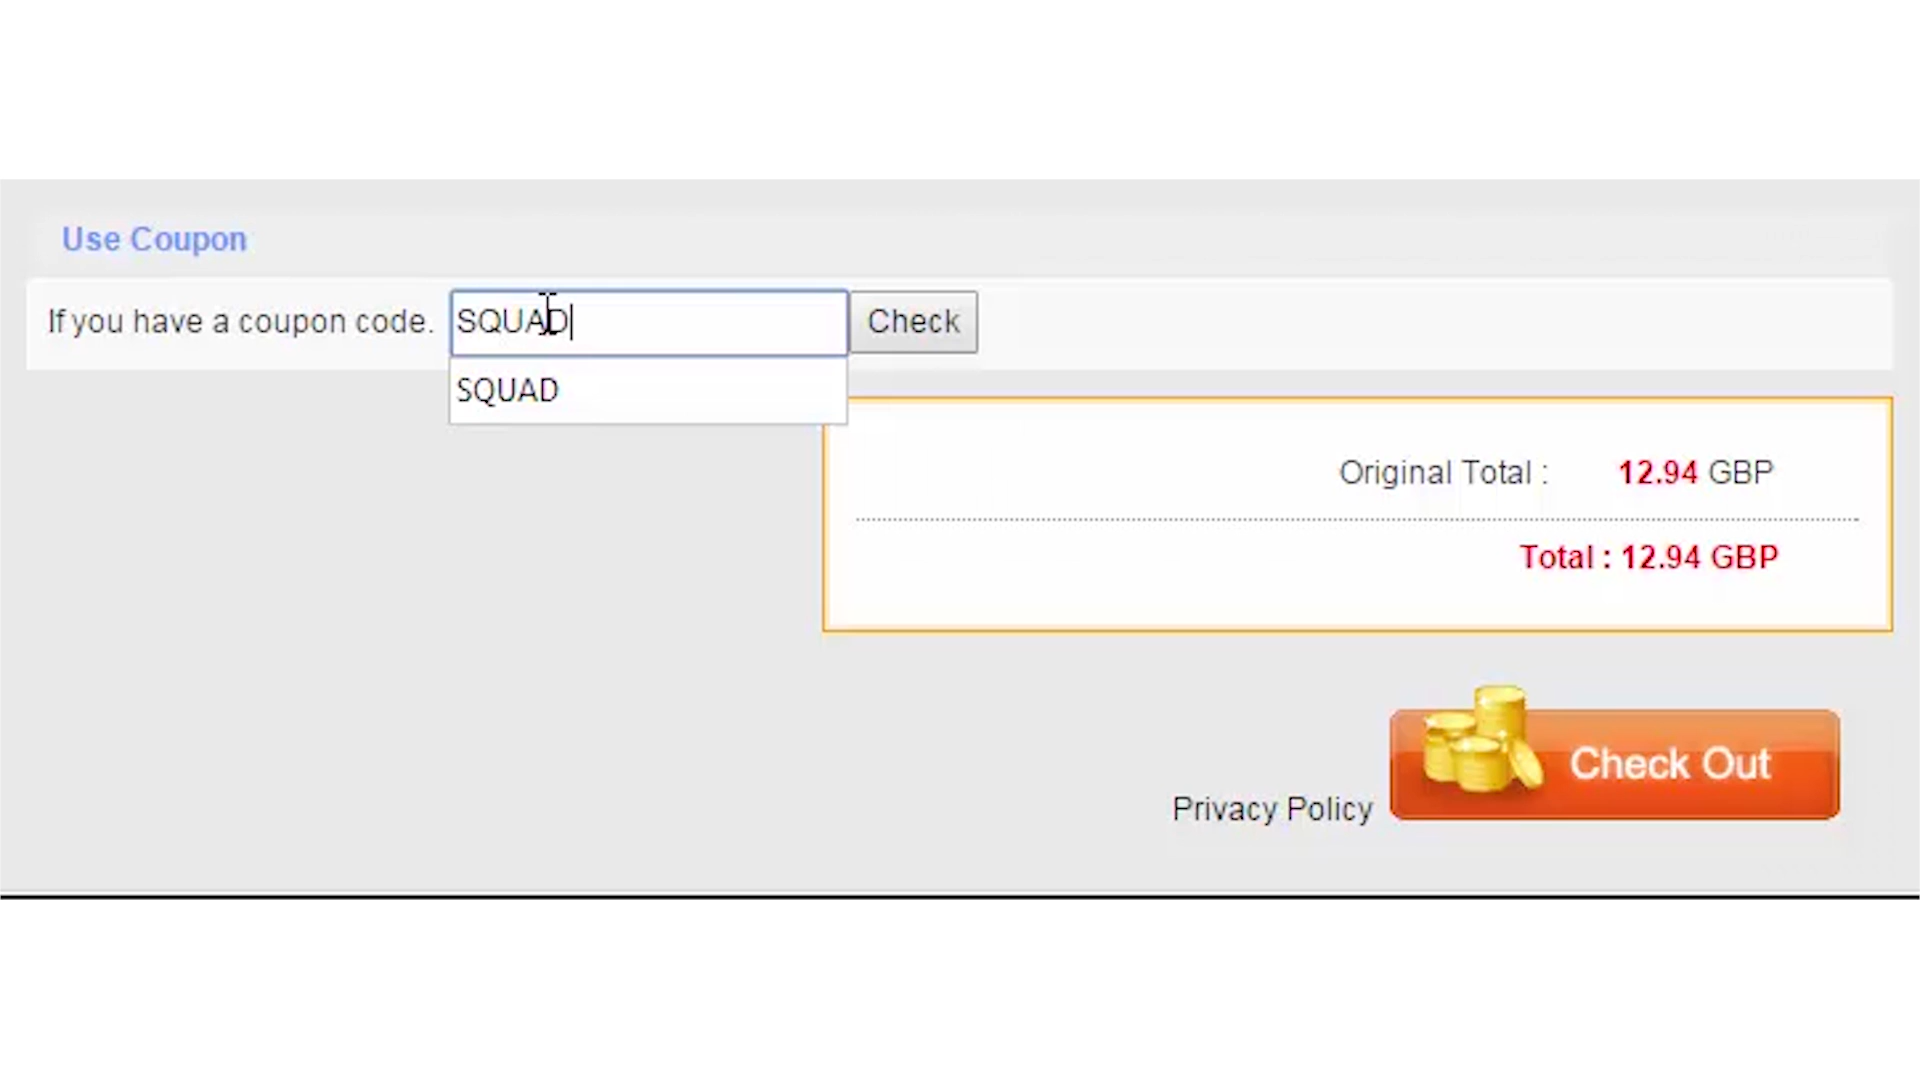 Use Coupon
If you have a coupon code. SQUAD Check
SQUAD
Original Total : 12.94 GBP
Total : 12.94 GBP
Check Out
Privacy Policy